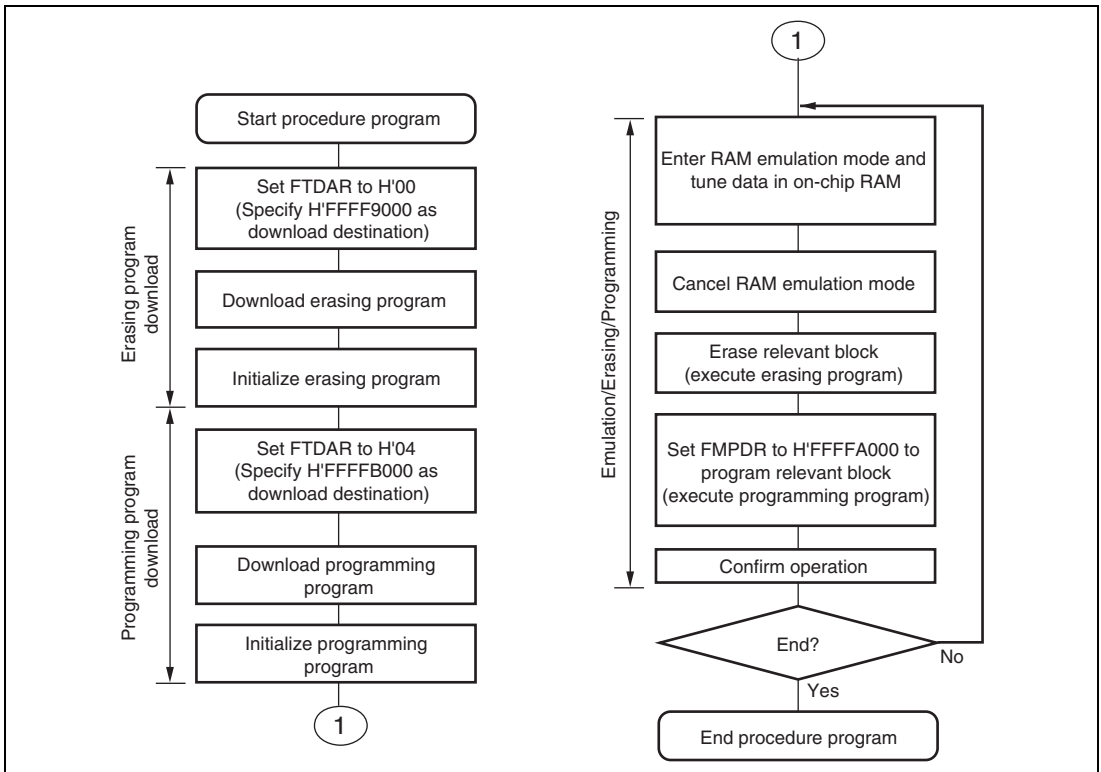 Start procedure program
Erasing program
download
Set FTDAR to H'00
(Specify H'FFFF9000 as
download destination)
Download erasing program
Initialize erasing program
Programming program
download
Set FTDAR to H'04
(Specify H'FFFFB000 as
download destination)
Download programming
program
Initialize programming
program
1
1
Emulation/Erasing/Programming
Enter RAM emulation mode and
tune data in on-chip RAM
Cancel RAM emulation mode
Erase relevant block
(execute erasing program)
Set FMPDR to H'FFFFA000 to
program relevant block
(execute programming program)
Confirm operation
End?
No
Yes
End procedure program